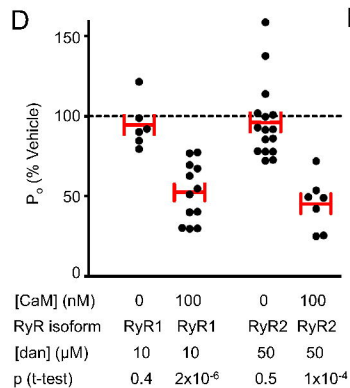 D
150
100
50
0
P₀ (% Vehicle)
[CaM] (nM) 0 100 0 100
RyR isoform RyR1 RyR1 RyR2 RyR2
[dan] (µM) 10 10 50 50
p (t-test) 0.4 2x10⁻⁶ 0.5 1x10⁻⁴